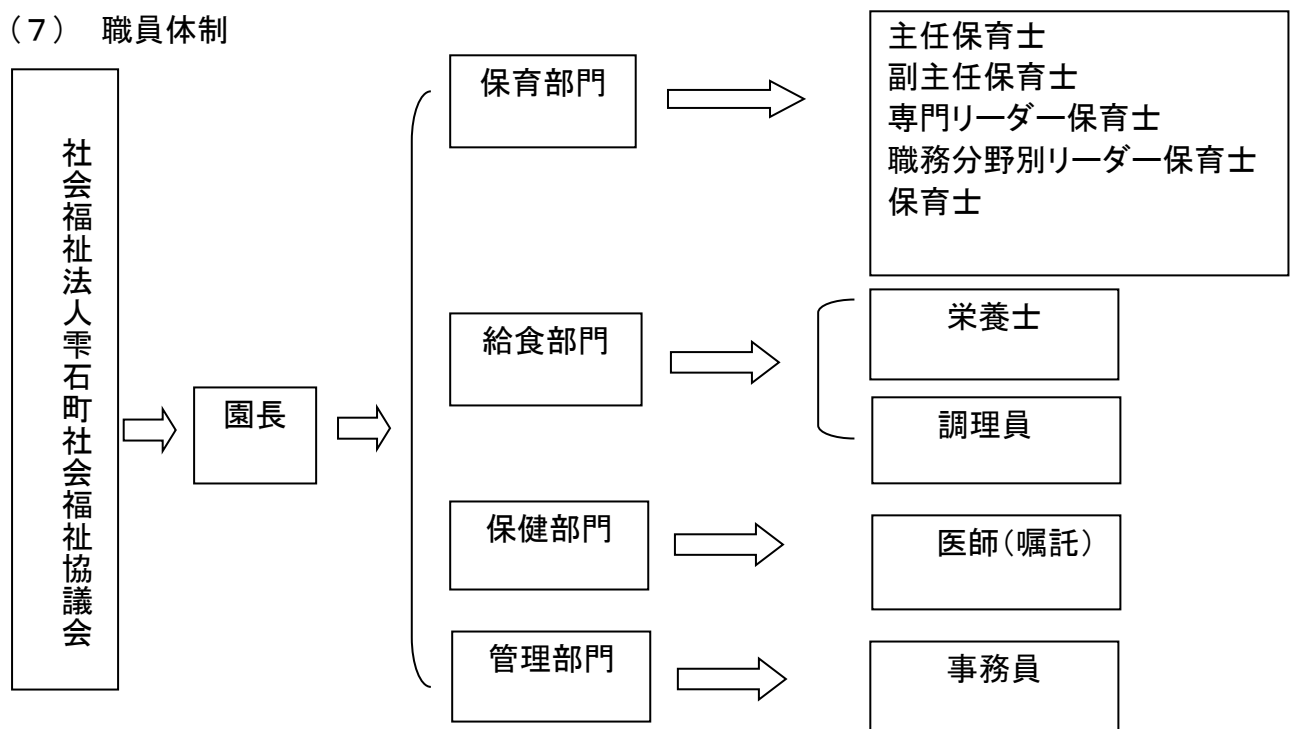 (7) 職員体制
社会福祉法人雫石町社会福祉協議会
園長
保育部門
主任保育士
副主任保育士
専門リーダー保育士
職務分野別リーダー保育士
保育士
給食部門
栄養士
調理員
保健部門
医師(嘱託)
管理部門
事務員